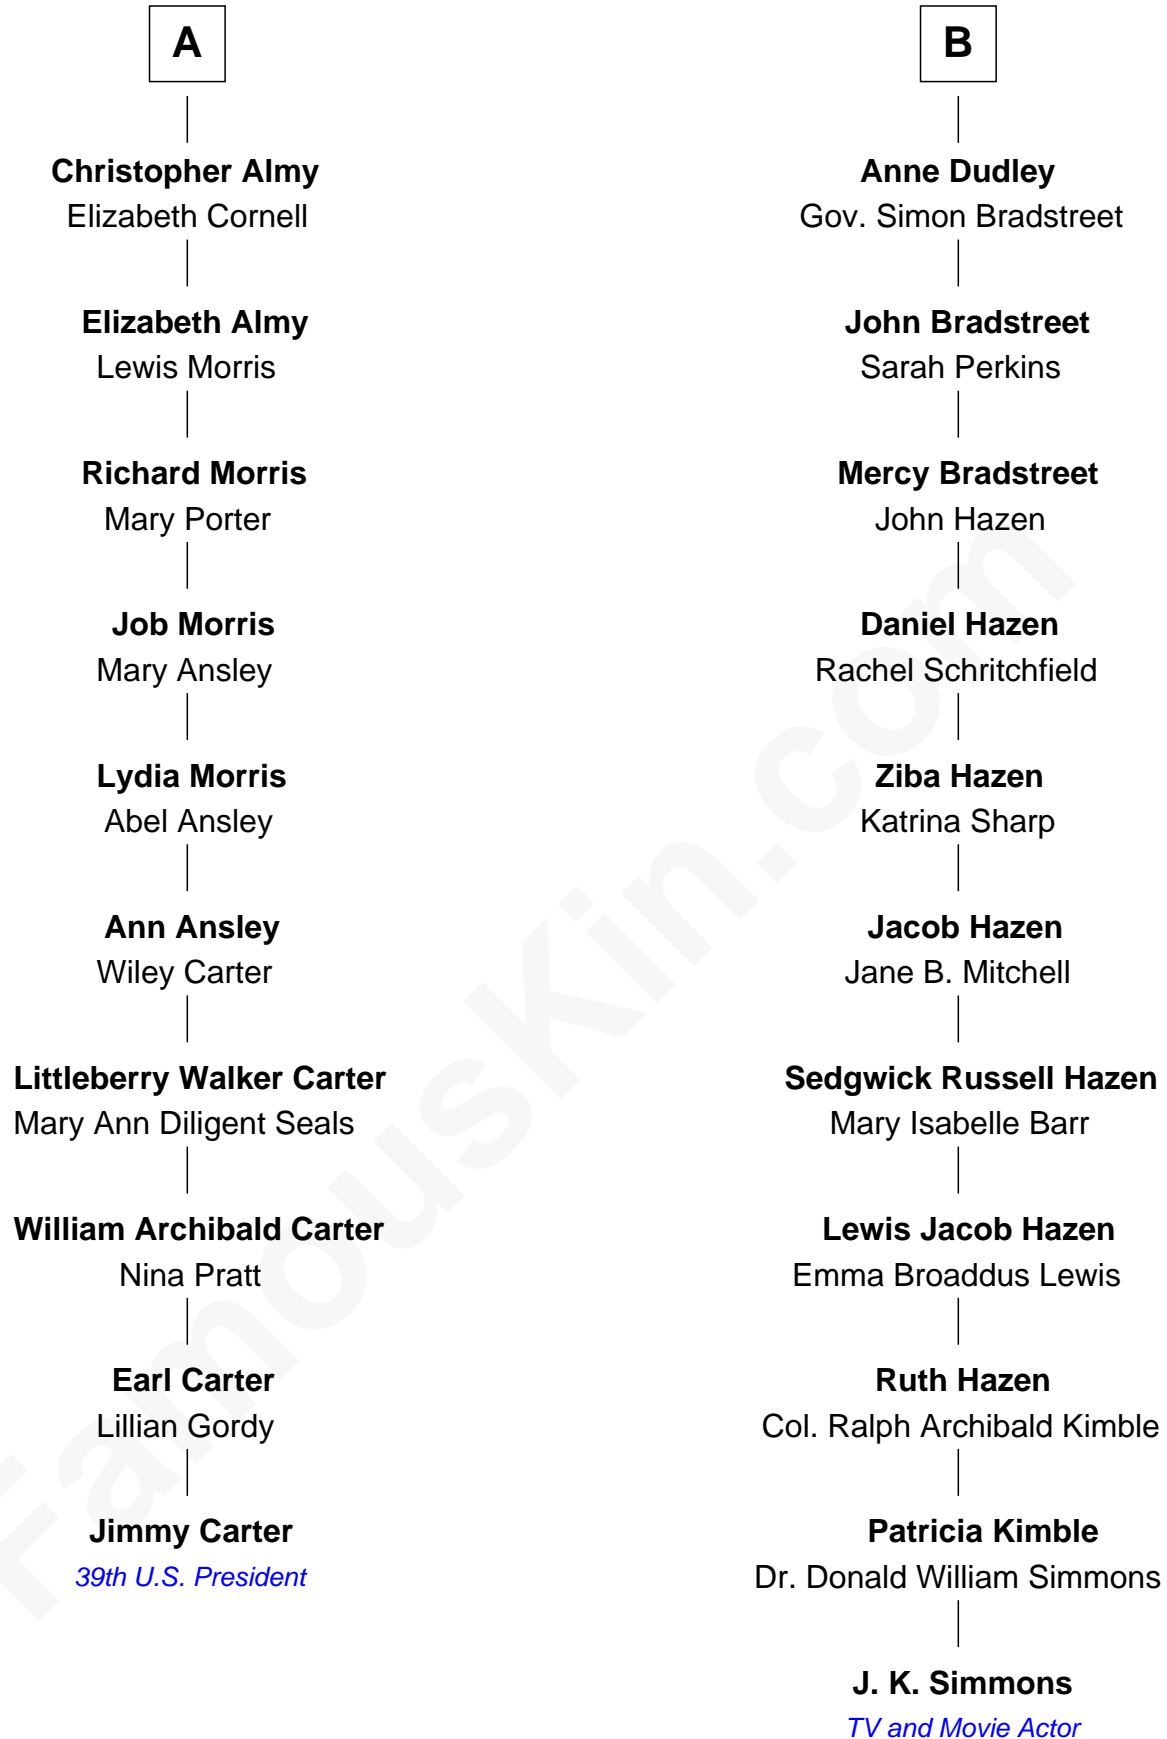 A
Christopher Almy
Elizabeth Cornell
Elizabeth Almy
Lewis Morris
Richard Morris
Mary Porter
Job Morris
Mary Ansley
Lydia Morris
Abel Ansley
Ann Ansley
Wiley Carter
Littleberry Walker Carter
Mary Ann Diligent Seals
William Archibald Carter
Nina Pratt
Earl Carter
Lillian Gordy
Jimmy Carter
39th U.S. President
B
Anne Dudley
Gov. Simon Bradstreet
John Bradstreet
Sarah Perkins
Mercy Bradstreet
John Hazen
Daniel Hazen
Rachel Schritchfield
Ziba Hazen
Katrina Sharp
Jacob Hazen
Jane B. Mitchell
Sedgwick Russell Hazen
Mary Isabelle Barr
Lewis Jacob Hazen
Emma Broaddus Lewis
Ruth Hazen
Col. Ralph Archibald Kimble
Patricia Kimble
Dr. Donald William Simmons
J. K. Simmons
TV and Movie Actor
FamousKin.com